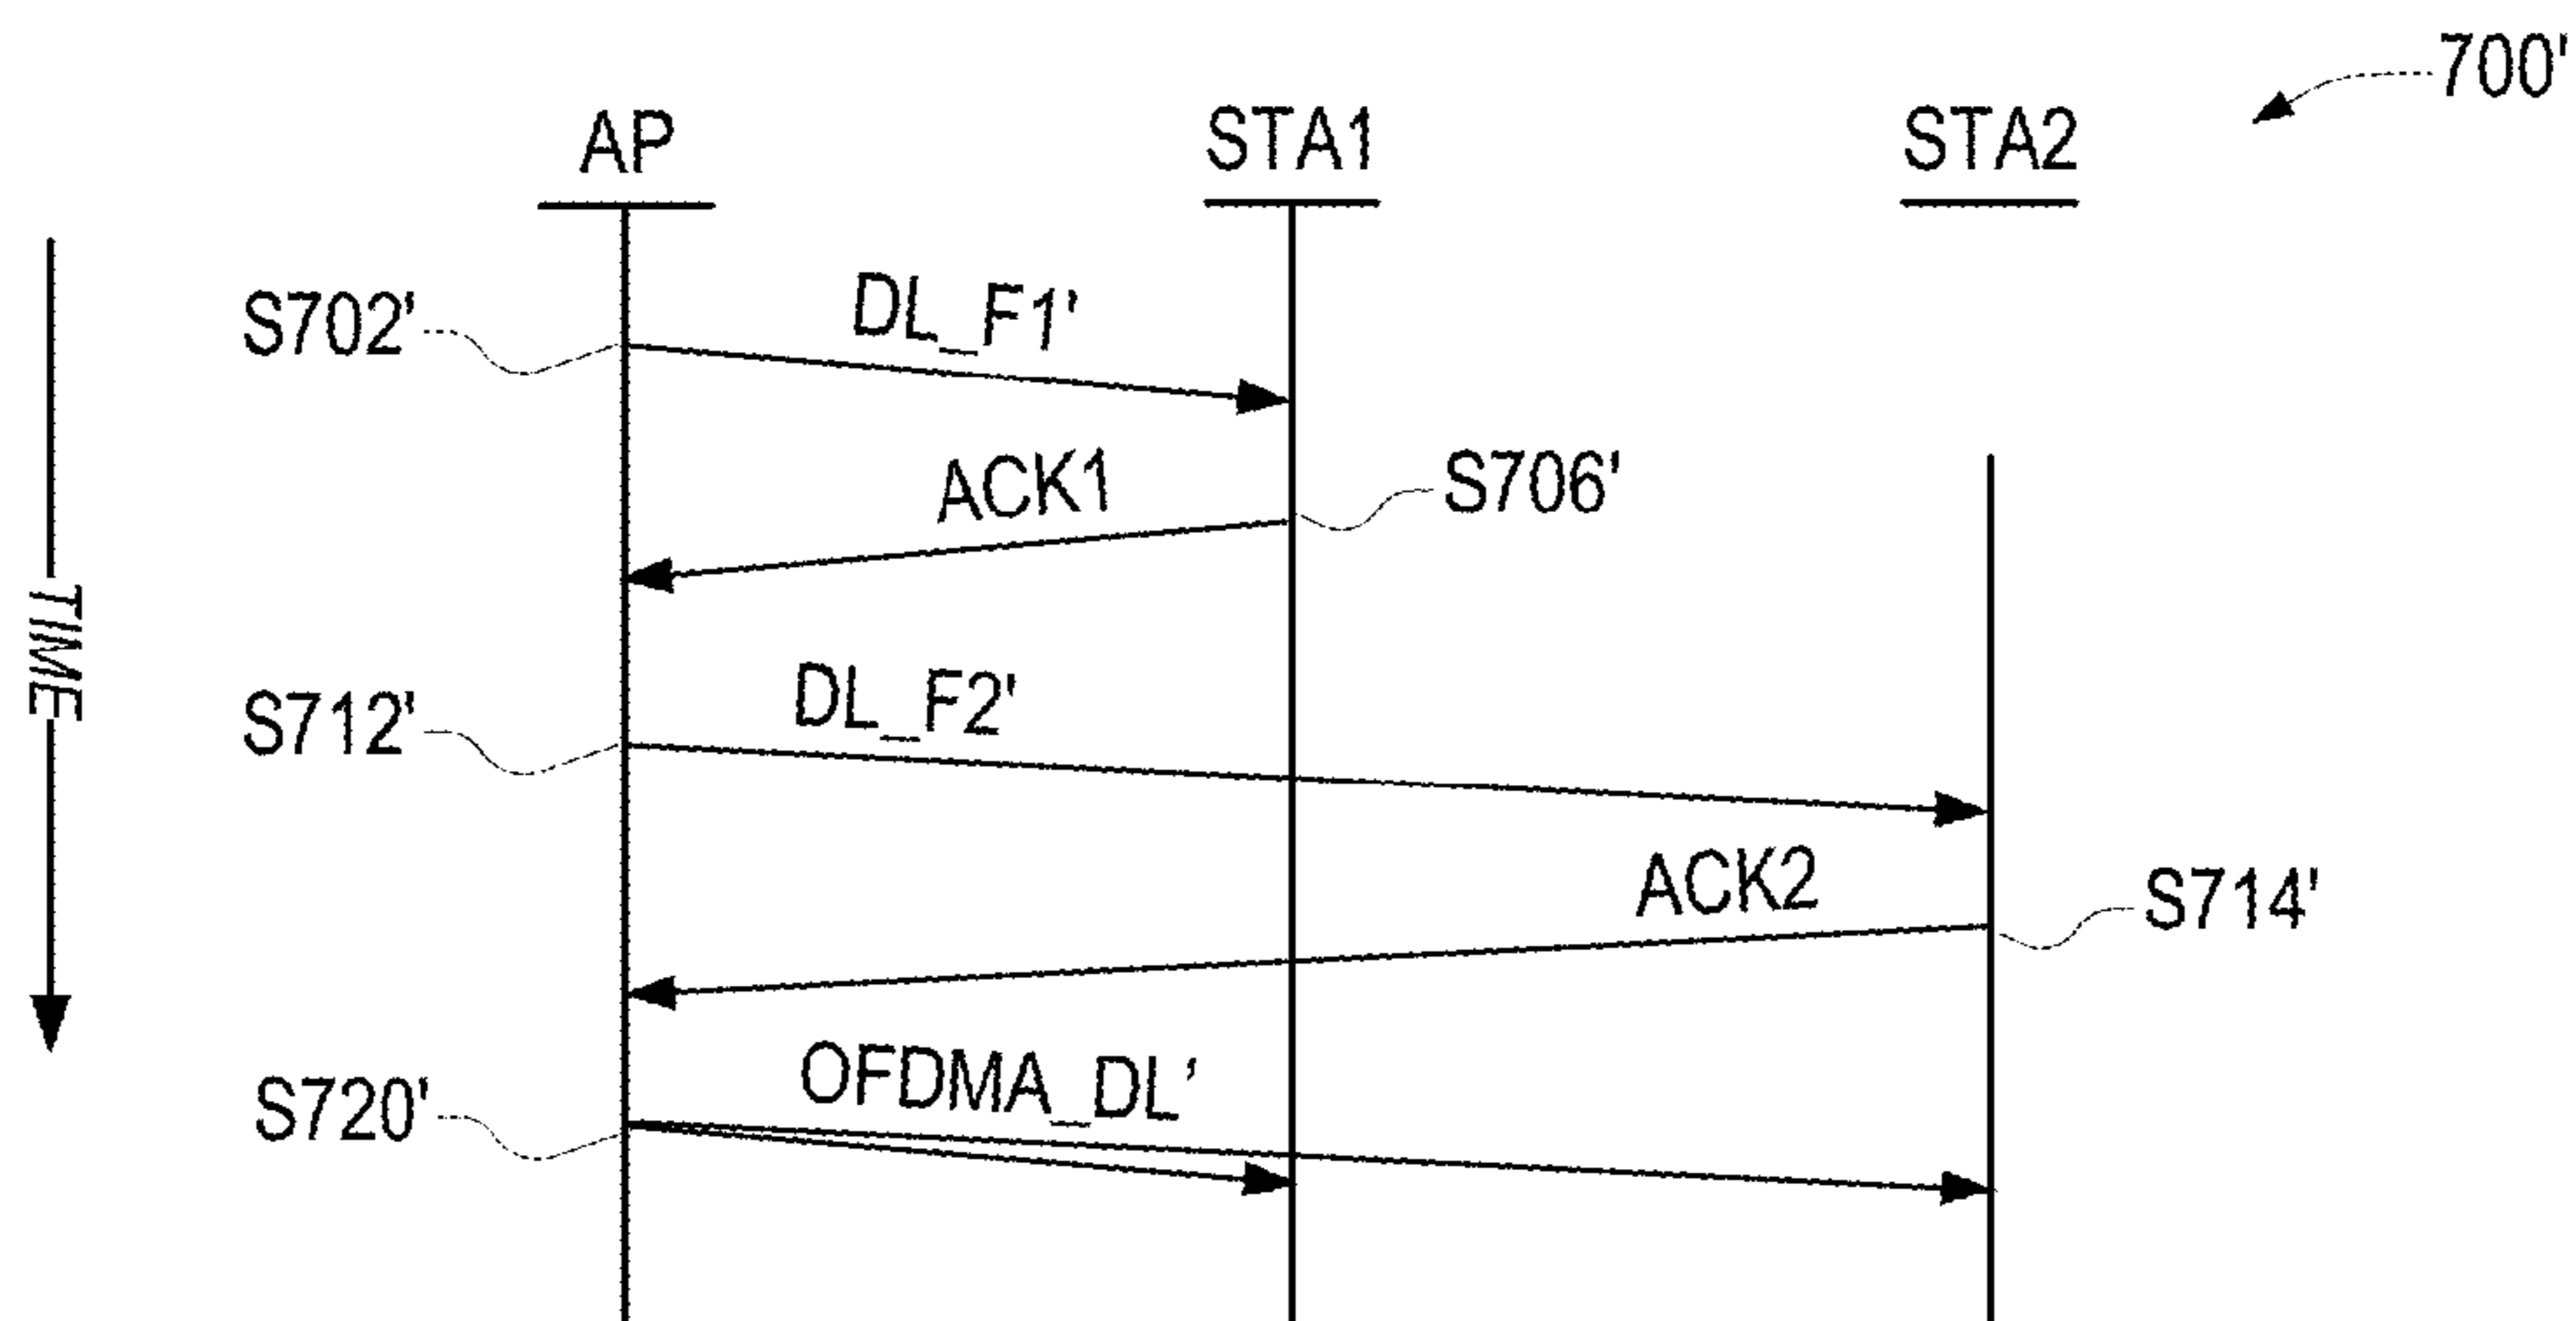 700'
AP
STA1
STA2
S702'
DL_F1'
ACK1
S706'
TIME
S712'
DL_F2'
ACK2
S714'
S720'
OFDMA_DL'